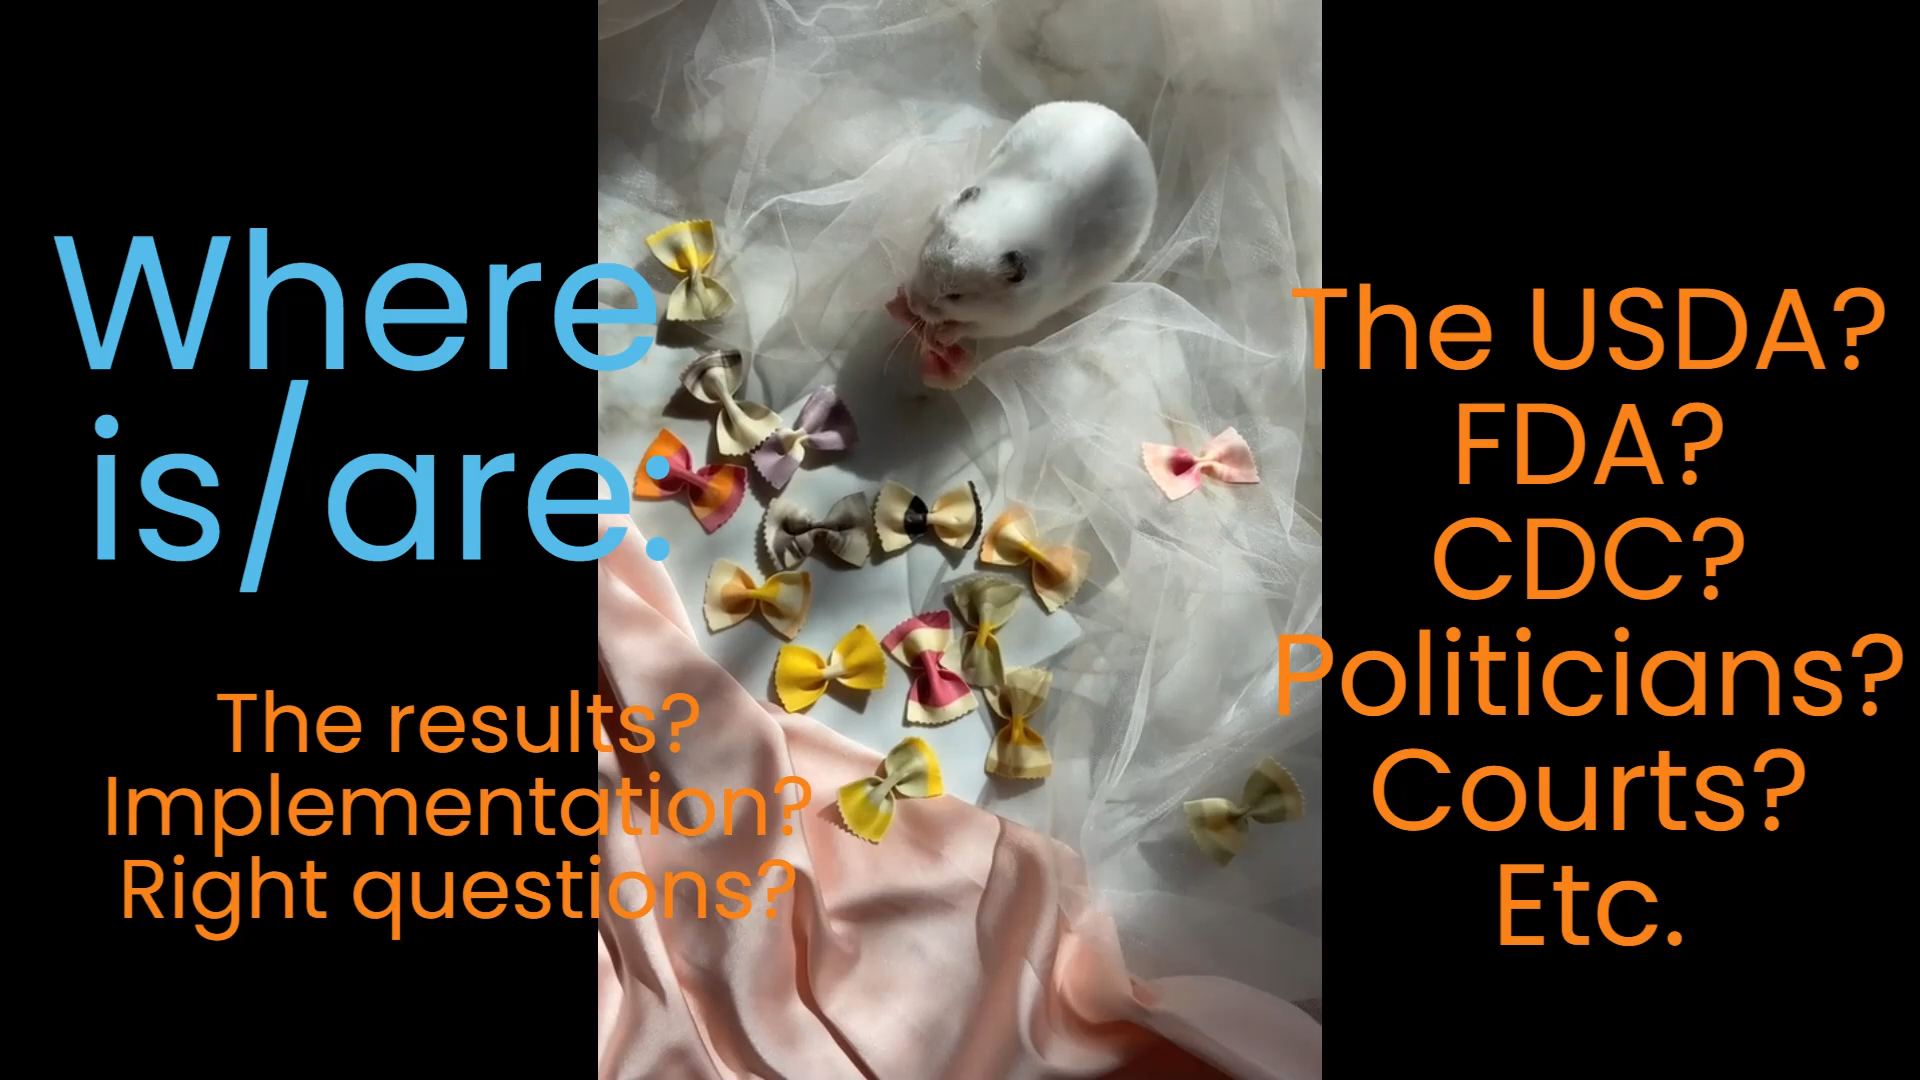 Where
is/are:
The results?
Implementation?
Right questions?
The USDA?
FDA?
CDC?
Politicians?
Courts?
Etc.